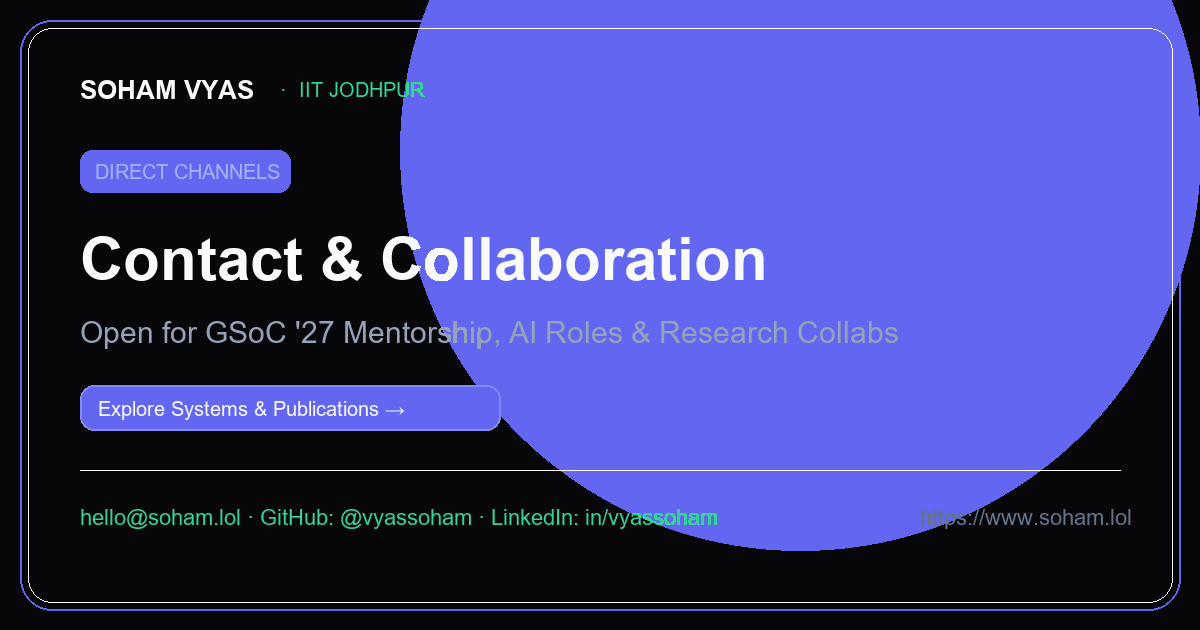 SOHAM VYAS · IIT JODHPUR
DIRECT CHANNELS
Contact & Collaboration
Open for GSoC '27 Mentorship, AI Roles & Research Collabs
Explore Systems & Publications →
hello@soham.lol · GitHub: @vyassoham · LinkedIn: in/vyassoham
https://www.soham.lol